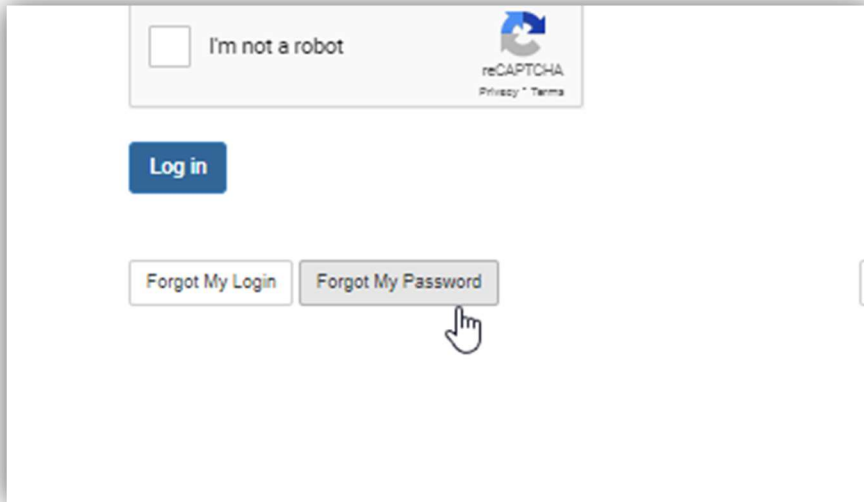 I'm not a robot
reCAPTCHA
Privacy - Terms
Log in
Forgot My Login
Forgot My Password